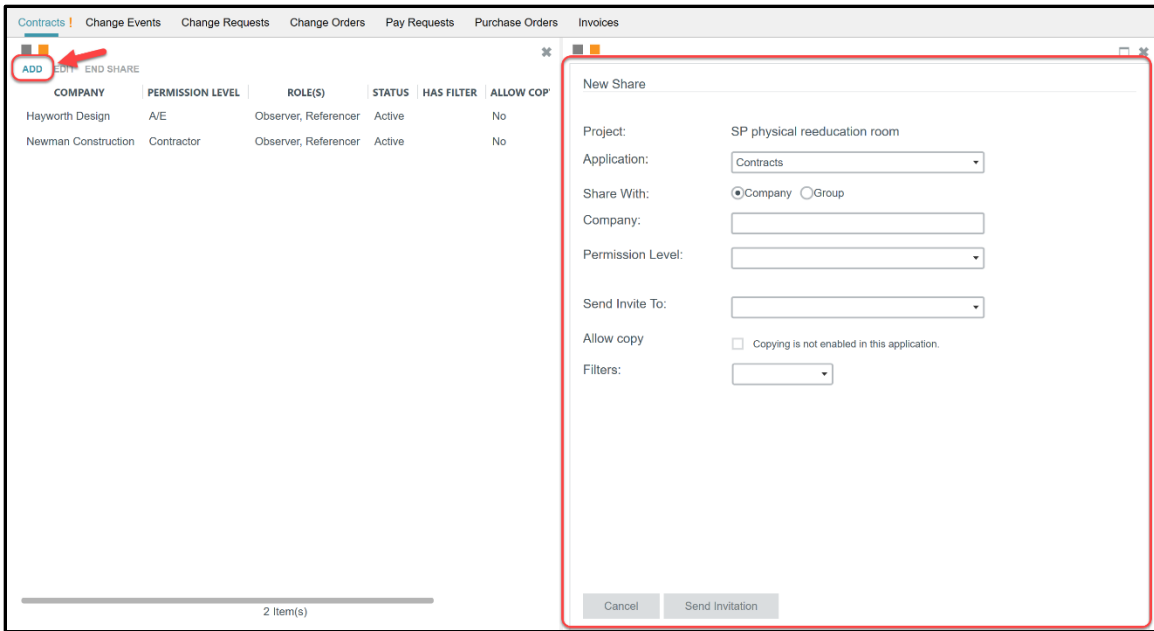 Contracts ! Change Events Change Requests Change Orders Pay Requests Purchase Orders Invoices
ADD EDIT END SHARE
COMPANY PERMISSION LEVEL ROLE(S) STATUS HAS FILTER ALLOW COP
Hayworth Design A/E Observer, Referencer Active No
Newman Construction Contractor Observer, Referencer Active No
2 Item(s)
New Share
Project: SP physical reeducation room
Application: Contracts
Share With: Company Group
Company:
Permission Level:
Send Invite To:
Allow copy Copying is not enabled in this application.
Filters:
Cancel Send Invitation